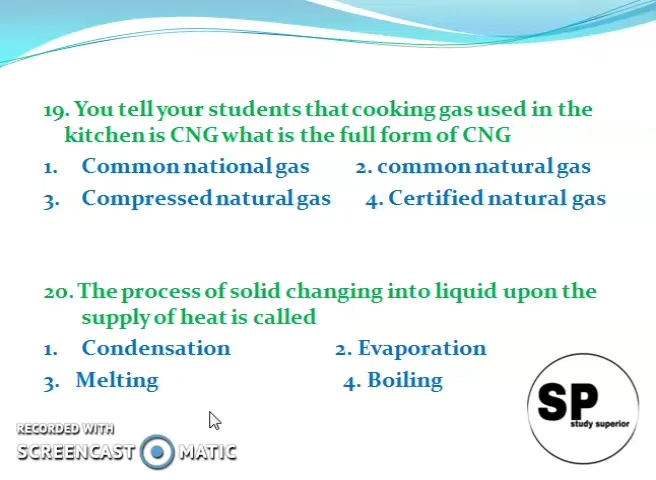 19. You tell your students that cooking gas used in the
kitchen is CNG what is the full form of CNG
1. Common national gas 2. common natural gas
3. Compressed natural gas 4. Certified natural gas
20. The process of solid changing into liquid upon the
supply of heat is called
1. Condensation 2. Evaporation
3. Melting 4. Boiling
SP
study superior
RECORDED WITH
SCREENCAST MATIC